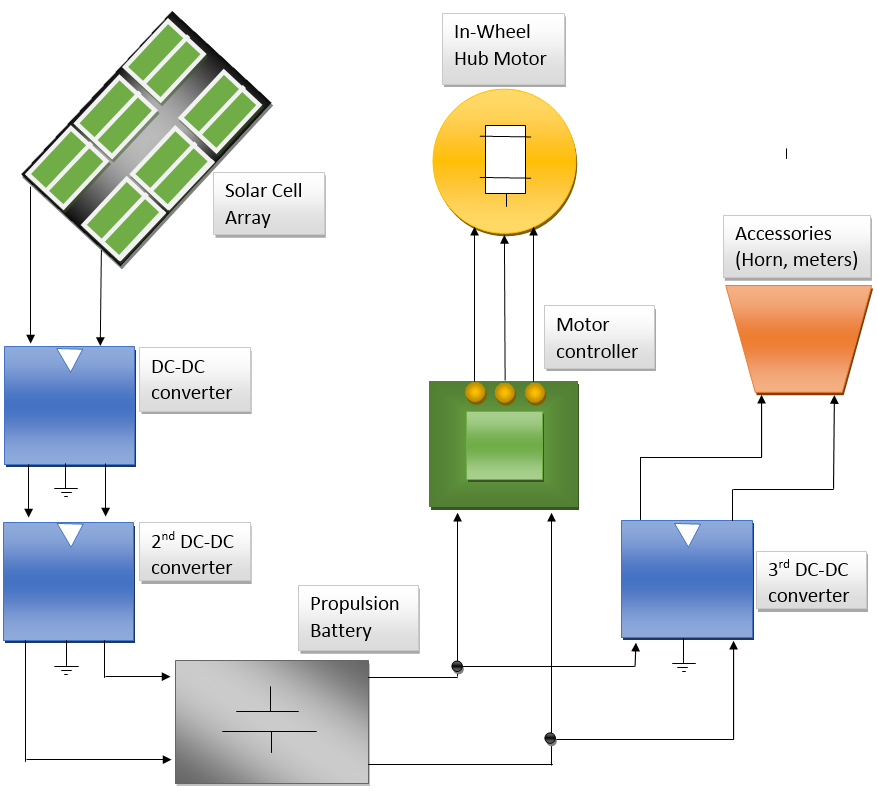 In-Wheel
Hub Motor
Solar Cell
Array
Accessories
(Horn, meters)
Motor
controller
DC-DC
converter
2nd DC-DC
converter
3rd DC-DC
converter
Propulsion
Battery